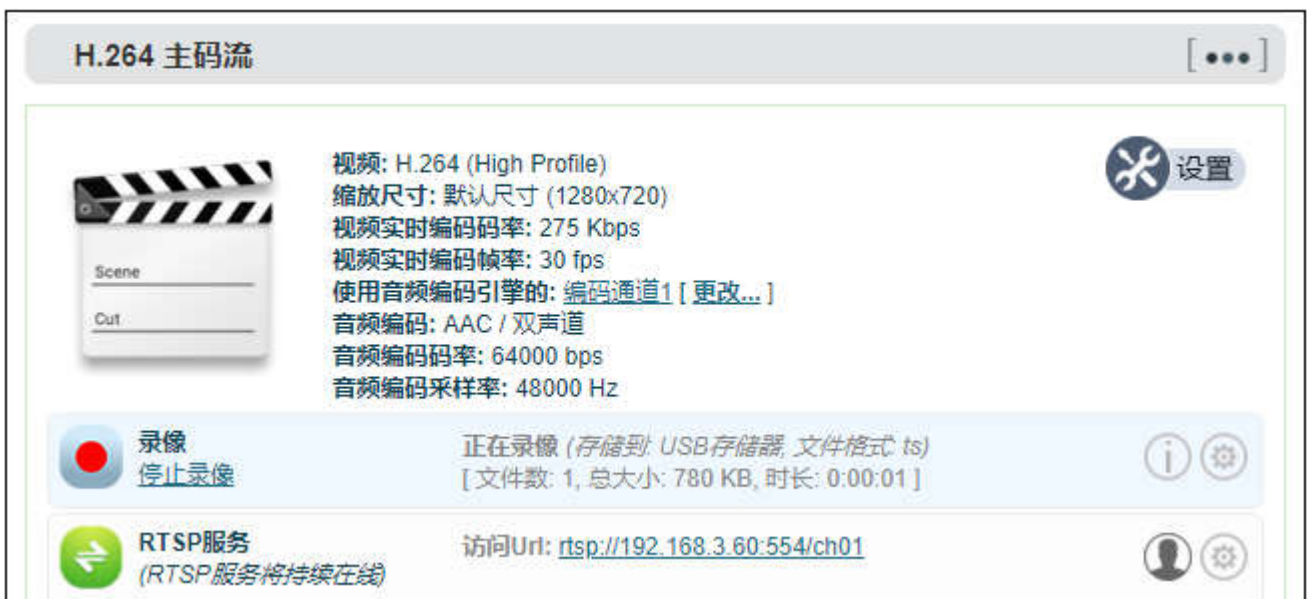 H.264 主码流
[•••]
视频: H.264 (High Profile)
设置
缩放尺寸: 默认尺寸 (1280x720)
视频实时编码码率: 275 Kbps
视频实时编码帧率: 30 fps
使用音频编码引擎的: 编码通道1 [ 更改... ]
音频编码: AAC / 双声道
音频编码码率: 64000 bps
音频编码采样率: 48000 Hz
Scene
Cut
录像
停止录像
正在录像 (存储到: USB存储器, 文件格式: ts)
[ 文件数: 1, 总大小: 780 KB, 时长: 0:00:01 ]
RTSP服务
(RTSP服务将持续在线)
访问Url: rtsp://192.168.3.60:554/ch01